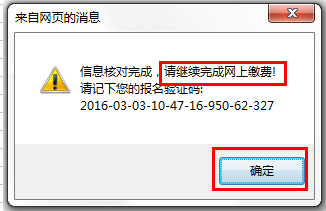 来自网页的消息
信息核对完成，请继续完成网上缴费!
请记下您的报名验证码:
2016-03-03-10-47-16-950-62-327
确定